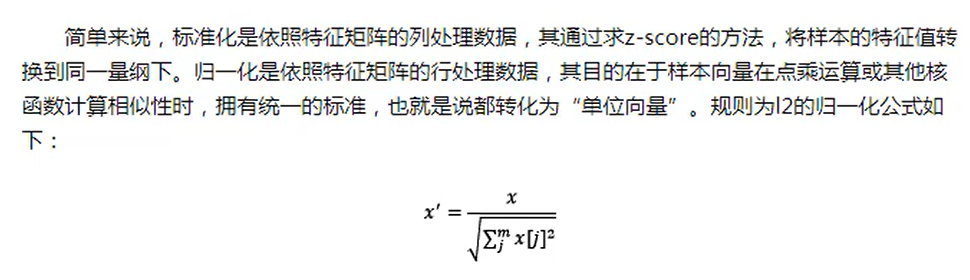 简单来说，标准化是依照特征矩阵的列处理数据，其通过求z-score的方法，将样本的特征值转
换到同一量纲下。归一化是依照特征矩阵的行处理数据，其目的在于样本向量在点乘运算或其他核
函数计算相似性时，拥有统一的标准，也就是说都转化为“单位向量”。规则为l2的归一化公式如
下：
x′ = x / √(∑ⱼᵐ x[j]²)